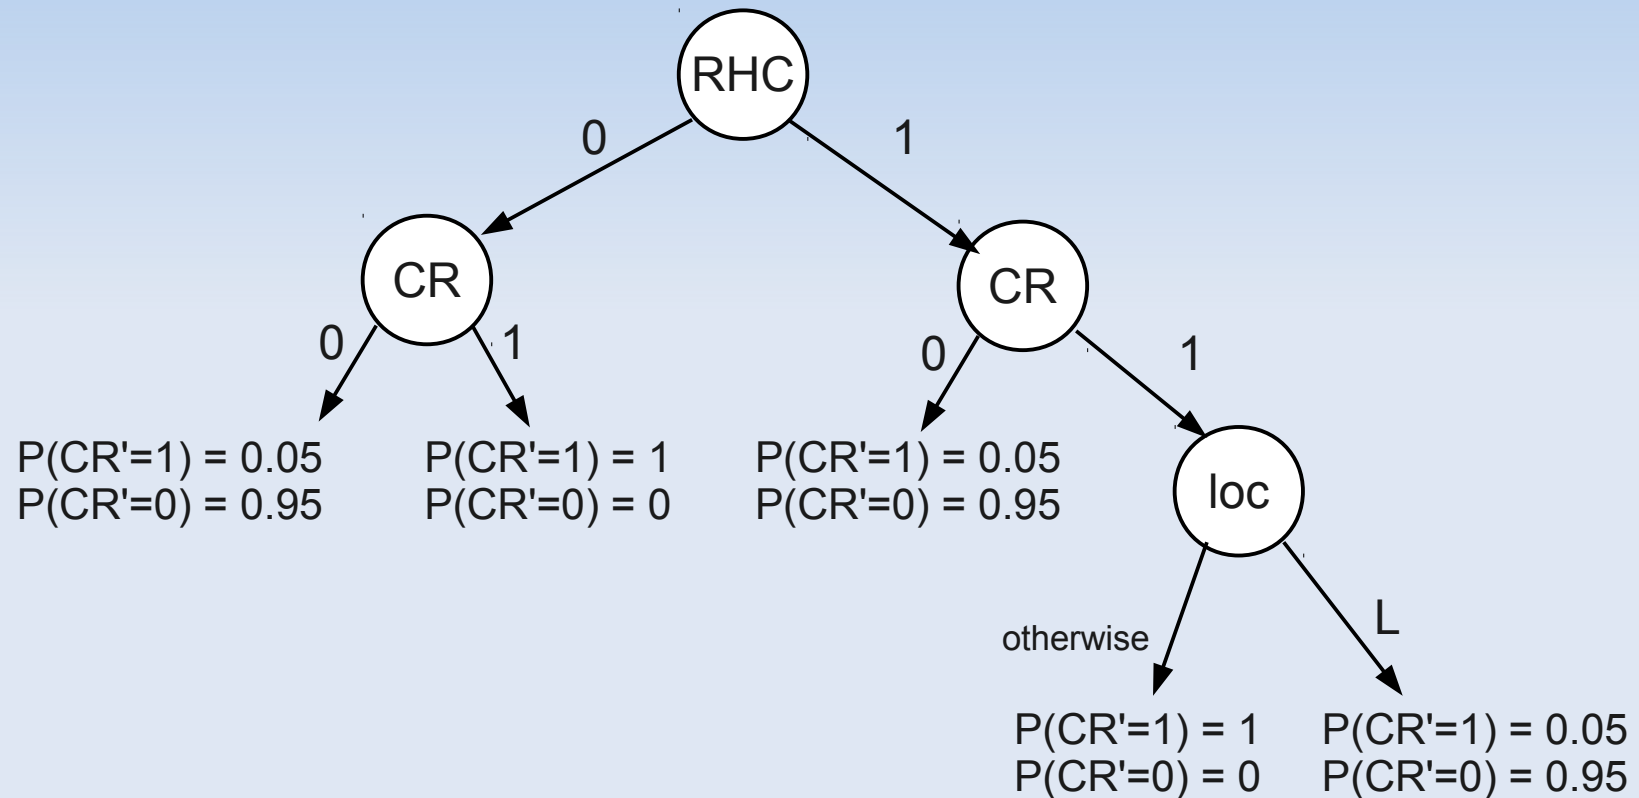 RHC
0
1
CR
CR
0
1
0
1
P(CR'=1) = 0.05
P(CR'=0) = 0.95
P(CR'=1) = 1
P(CR'=0) = 0
P(CR'=1) = 0.05
P(CR'=0) = 0.95
loc
otherwise
L
P(CR'=1) = 1
P(CR'=0) = 0
P(CR'=1) = 0.05
P(CR'=0) = 0.95